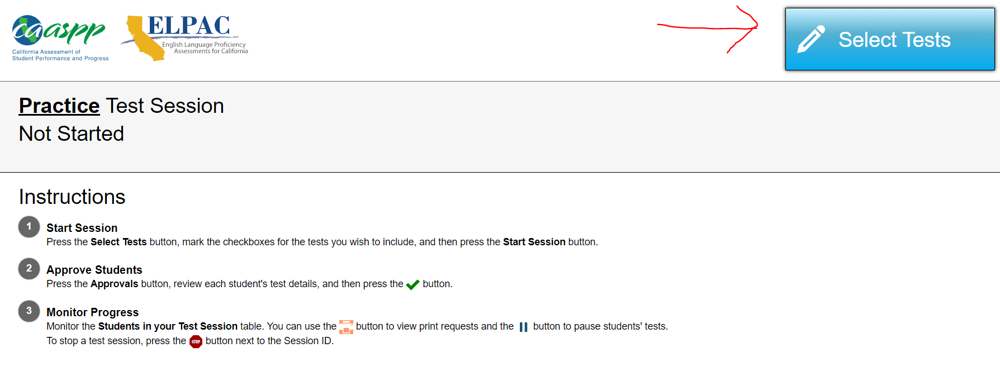 caaspp
California Assessment of
Student Performance and Progress
ELPAC
English Language Proficiency
Assessments for California
Select Tests
Practice Test Session
Not Started
Instructions
1 Start Session
Press the Select Tests button, mark the checkboxes for the tests you wish to include, and then press the Start Session button.
2 Approve Students
Press the Approvals button, review each student's test details, and then press the button.
3 Monitor Progress
Monitor the Students in your Test Session table. You can use the button to view print requests and the button to pause students' tests.
To stop a test session, press the STOP button next to the Session ID.